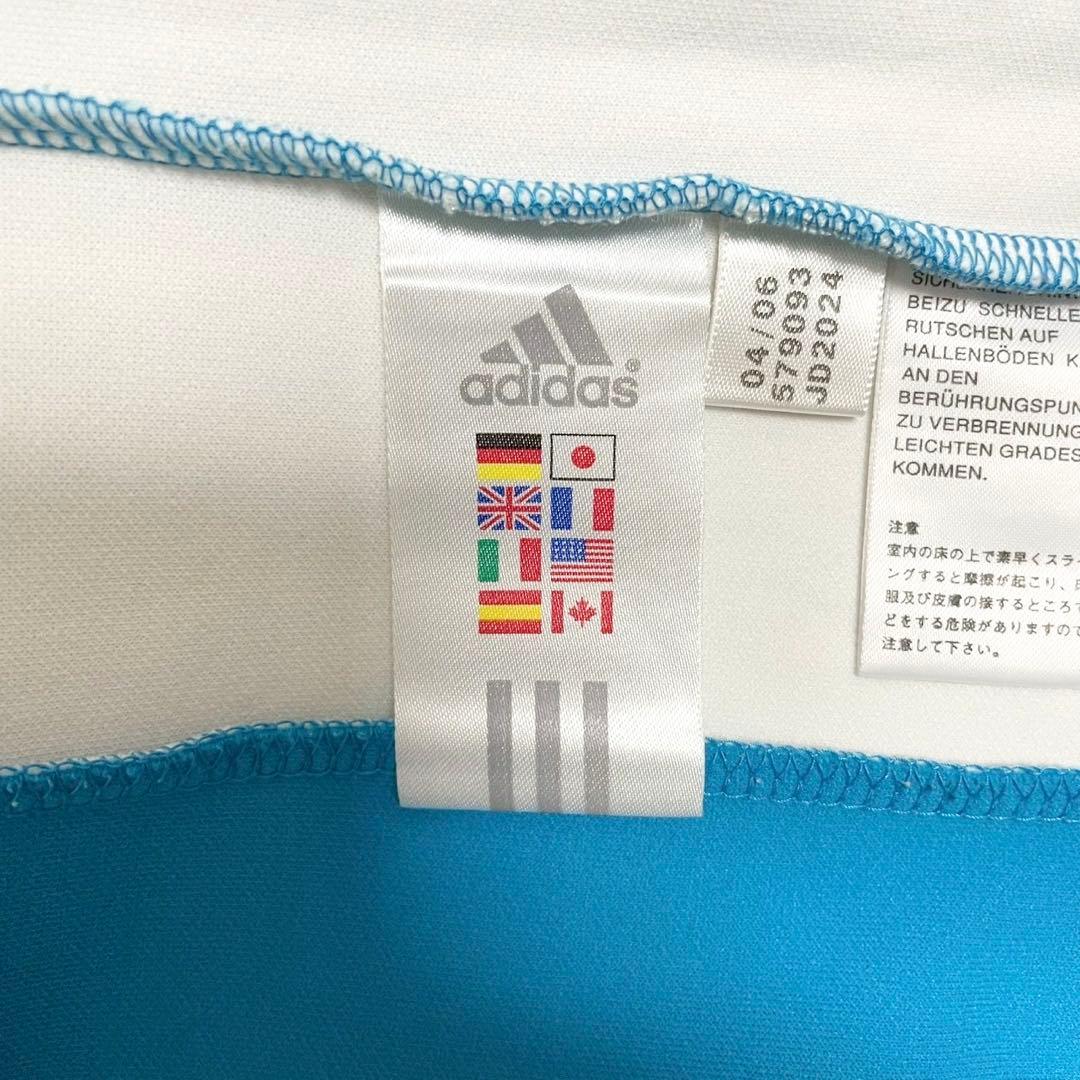 adidas®
04/06
579093
JD2024
BEIZU SCHNELLE
RUTSCHEN AUF
HALLENBÖDEN K
AN DEN
BERÜHRUNGSPUN
ZU VERBRENNUNG
LEICHTEN GRADES
KOMMEN.
注意
室内の床の上で素早くスライ
ングすると摩擦が起こり、
服及び皮膚の接するところで
どをする危険がありますので
注意して下さい。